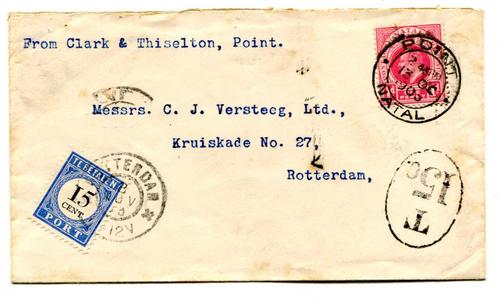 From Clark & Thiselton, Point.
POINT
NATAL
Messrs. C. J. Versteeg, Ltd.,
Kruiskade No. 27,
Rotterdam,
TE BETALEN
15
CENT.
PORT
12V
T
15c